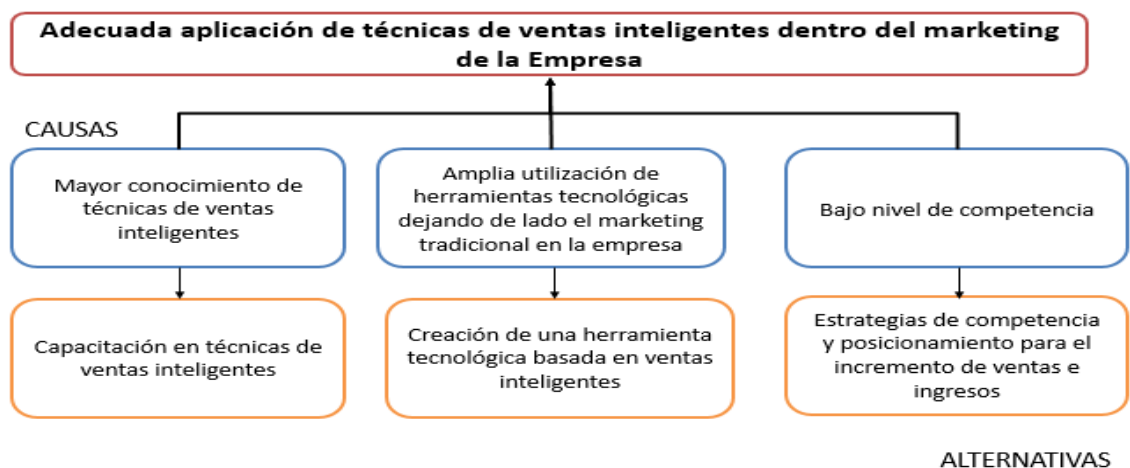 Adecuada aplicación de técnicas de ventas inteligentes dentro del marketing
de la Empresa
CAUSAS
Mayor conocimiento de
técnicas de ventas
inteligentes
Amplia utilización de
herramientas tecnológicas
dejando de lado el marketing
tradicional en la empresa
Bajo nivel de competencia
Capacitación en técnicas de
ventas inteligentes
Creación de una herramienta
tecnológica basada en ventas
inteligentes
Estrategias de competencia
y posicionamiento para el
incremento de ventas e
ingresos
ALTERNATIVAS